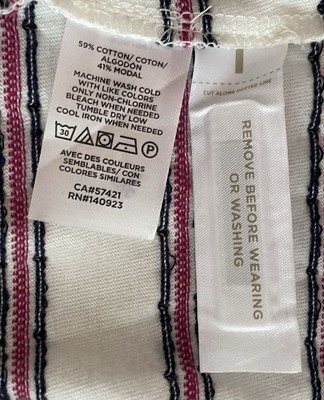 59% COTTON/ COTON/
ALGODÓN
41% MODAL
MACHINE WASH COLD
WITH LIKE COLORS
ONLY NON-CHLORINE
BLEACH WHEN NEEDED
TUMBLE DRY LOW
COOL IRON WHEN NEEDED
30 P
AVEC DES COULEURS
SEMBLABLES/ CON
COLORES SIMILARES
CA#57421
RN#140923
CUT ALONG DOTTED LINE
REMOVE BEFORE WEARING
OR WASHING